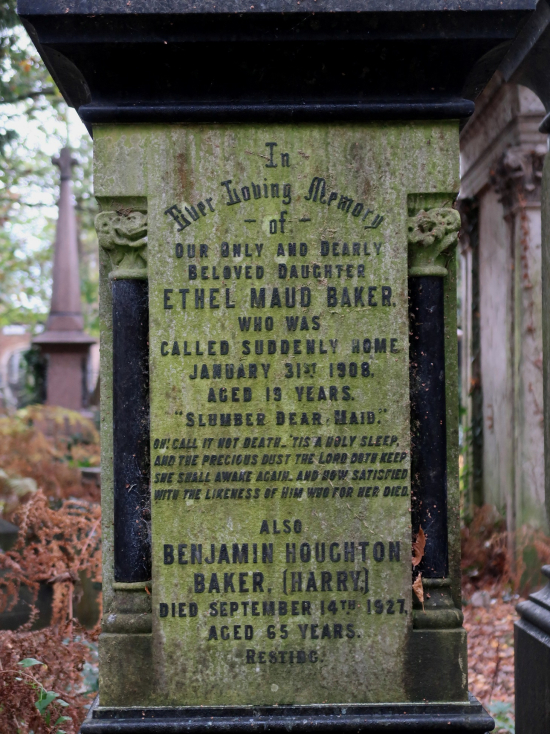 In
Ever Loving Memory
- of -
OUR ONLY AND DEARLY
BELOVED DAUGHTER
ETHEL MAUD BAKER.
WHO WAS
CALLED SUDDENLY HOME
JANUARY 31ST 1908.
AGED 19 YEARS.
"SLUMBER DEAR MAID."
OH! CALL IT NOT DEATH_'TIS A HOLY SLEEP,
AND THE PRECIOUS DUST THE LORD DOTH KEEP
SHE SHALL AWAKE AGAIN_AND HOW SATISFIED
WITH THE LIKENESS OF HIM WHO FOR HER DIED.
ALSO
BENJAMIN HOUGHTON
BAKER, (HARRY.)
DIED SEPTEMBER 14TH 1927.
AGED 65 YEARS.
RESTING.